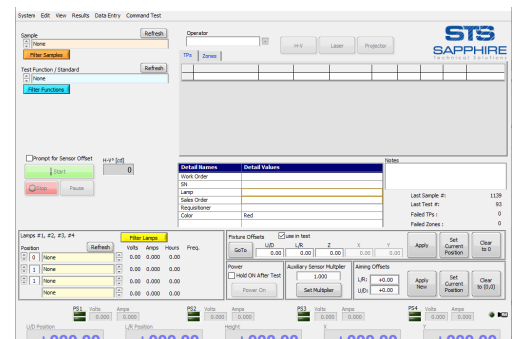 System Edit View Results Data Entry Command Test
Sample
Refresh
None
Filter Samples
Test Function / Standard
Refresh
None
Filter Functions
Operator
H-V
Laser
Projector
STS
SAPPHIRE
Technical Solutions
TPs Zones
Prompt for Sensor Offset
H-V° [cd]
0
Start
Stop
Pause
Detail Names Detail Values
Work Order
SN
Lamp
Sales Order
Requisitioner
Color Red
Notes
Last Sample #: 1139
Last Test #: 93
Failed TPs : 0
Failed Zones : 0
Lamps #1, #2, #3, #4
Filter Lamps
Position
Refresh
Volts Amps Hours Freq.
0 None 0.00 0.000 0.00
1 None 0.00 0.000 0.00
1 None 0.00 0.000 0.00
None 0.00 0.000 0.00
Fixture Offsets
use in test
GoTo
U/D L/R Z X Y
0.00 0.00 0.00 0.00 0.00
Apply
Set Current Position
Clear to 0
Power
Hold ON After Test
Power On
Auxiliary Sensor Multiplier
1.000
Set Multiplier
Aiming Offsets
L/R: +0.00
U/D: +0.00
Apply New
Set Current Position
Clear to (0,0)
PS1 Volts Amps
0.000 0.000
PS2 Volts Amps
0.000 0.000
PS3 Volts Amps
0.000 0.000
PS4 Volts Amps
0.000 0.000
U/D Position L/R Position Height X Y